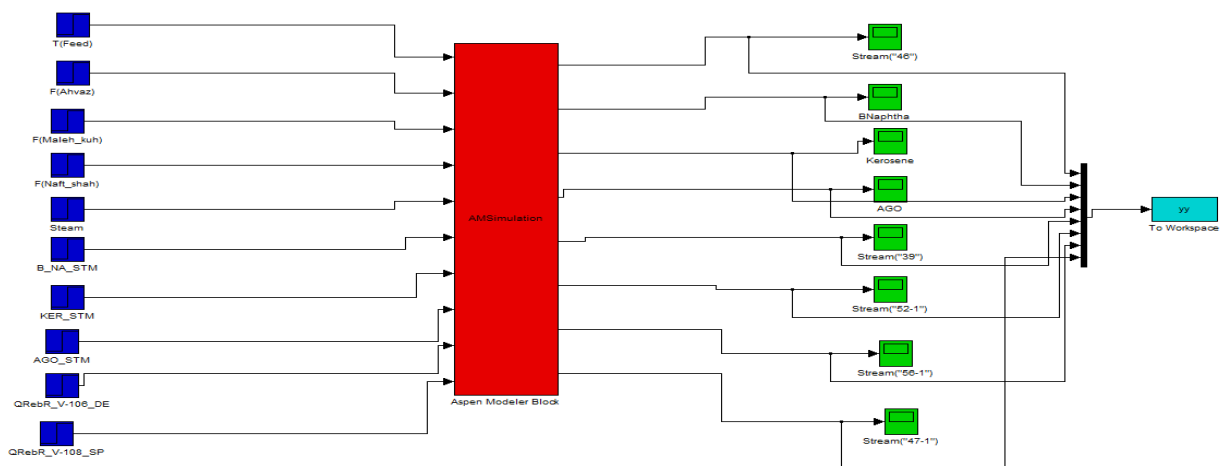 T(Feed)
F(Ahvaz)
F(Maleh_kuh)
F(Naft_shah)
Steam
B_NA_STM
KER_STM
AGO_STM
QRebR_V-106_DE
QRebR_V-108_SP
AMSimulation
Aspen Modeler Block
Stream("46")
BNaphtha
Kerosene
AGO
Stream("39")
Stream("52-1")
Stream("56-1")
Stream("47-1")
yy
To Workspace